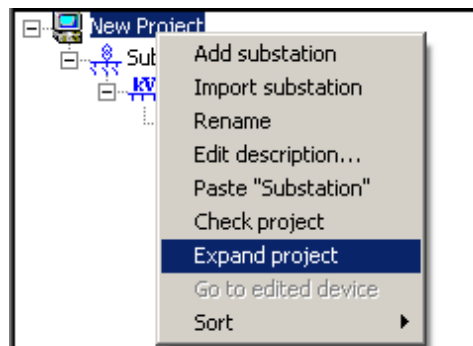 New Project
Sub
kV
Add substation
Import substation
Rename
Edit description...
Paste "Substation"
Check project
Expand project
Go to edited device
Sort